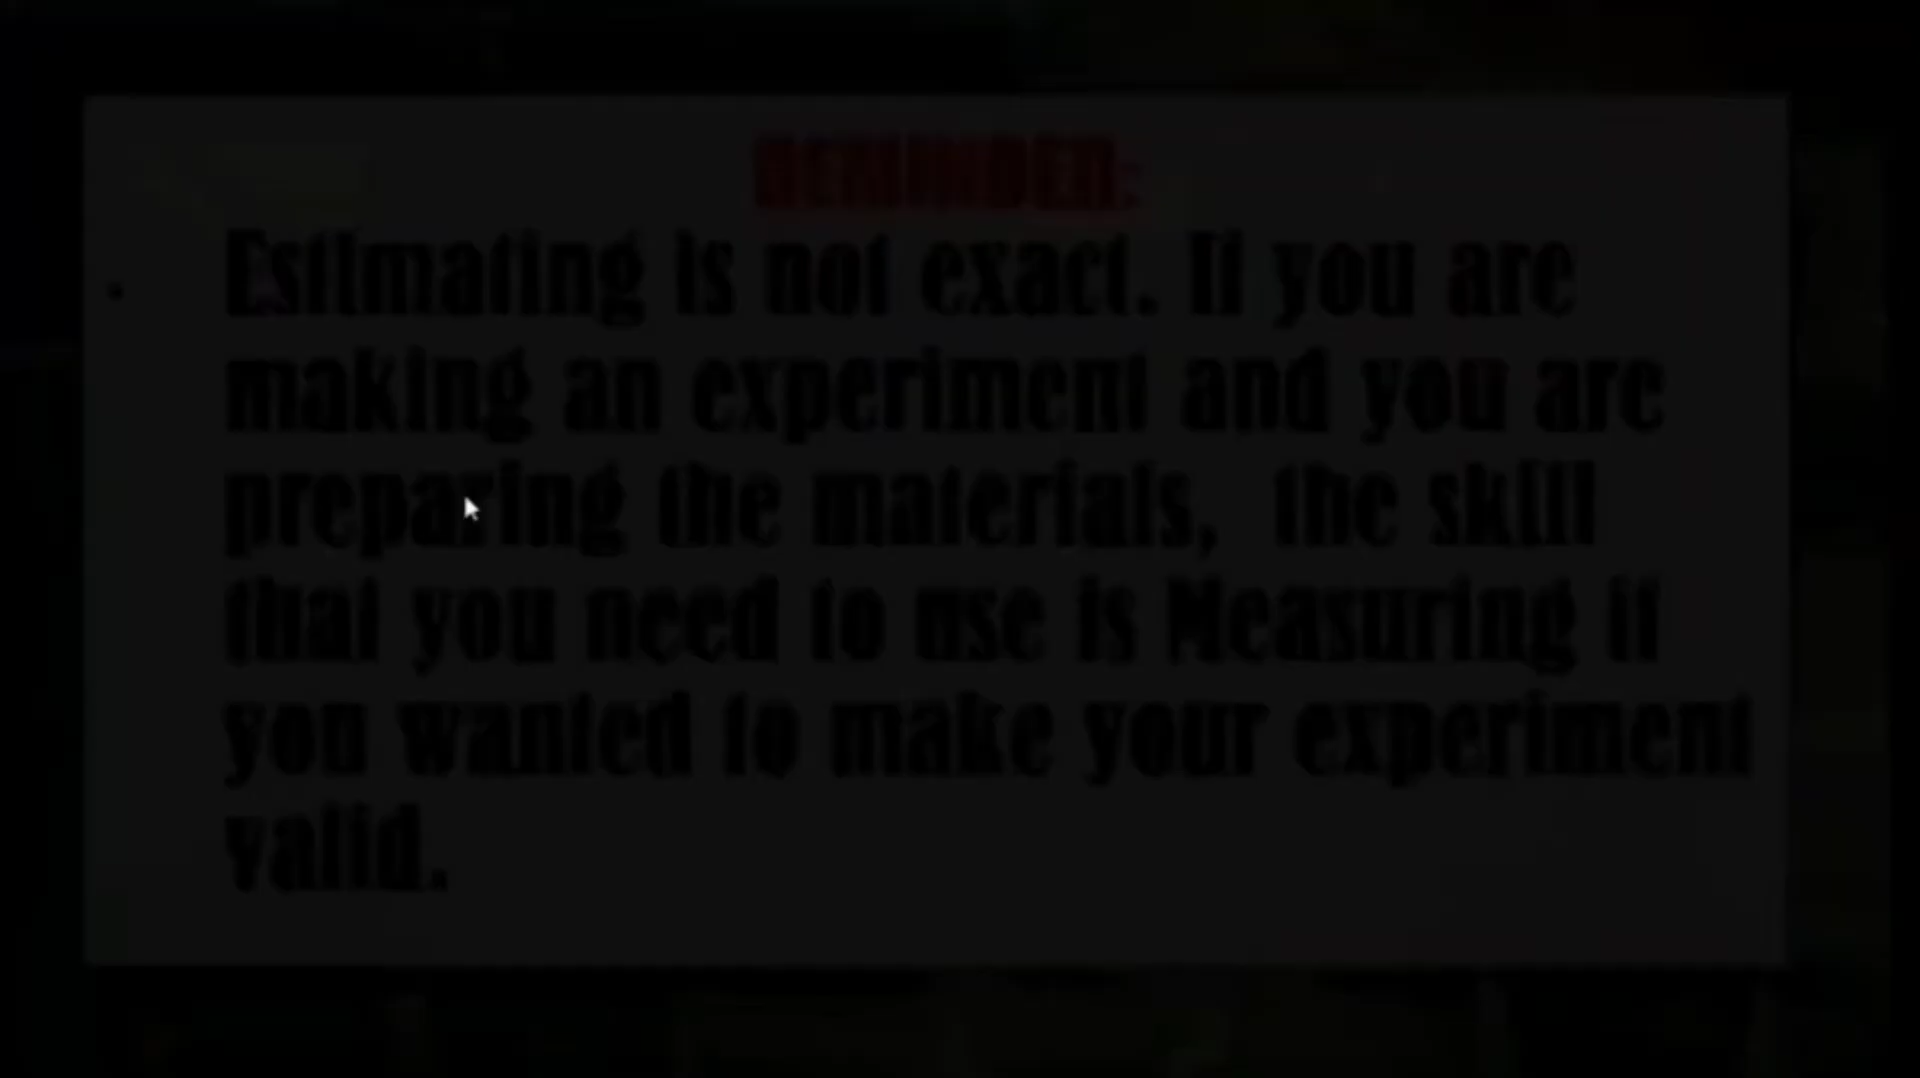 REMINDER:
• Estimating is not exact. If you are
making an experiment and you are
preparing the materials, the skill
that you need to use is Measuring if
you wanted to make your experiment
valid.